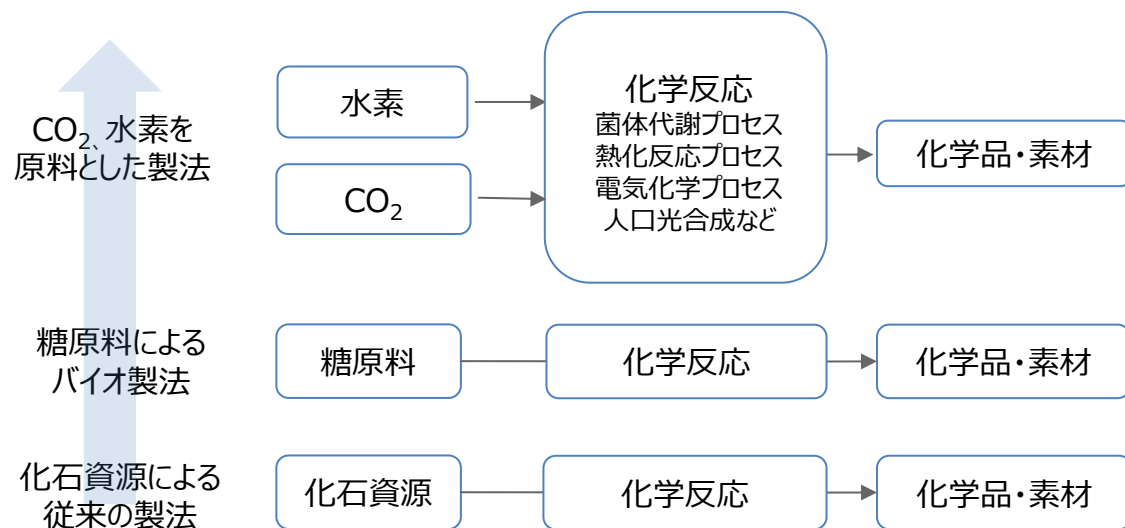 CO2、水素を
原料とした製法
水素
CO2
化学反応
菌体代謝プロセス
熱化反応プロセス
電気化学プロセス
人口光合成など
化学品・素材
糖原料による
バイオ製法
糖原料
化学反応
化学品・素材
化石資源による
従来の製法
化石資源
化学反応
化学品・素材